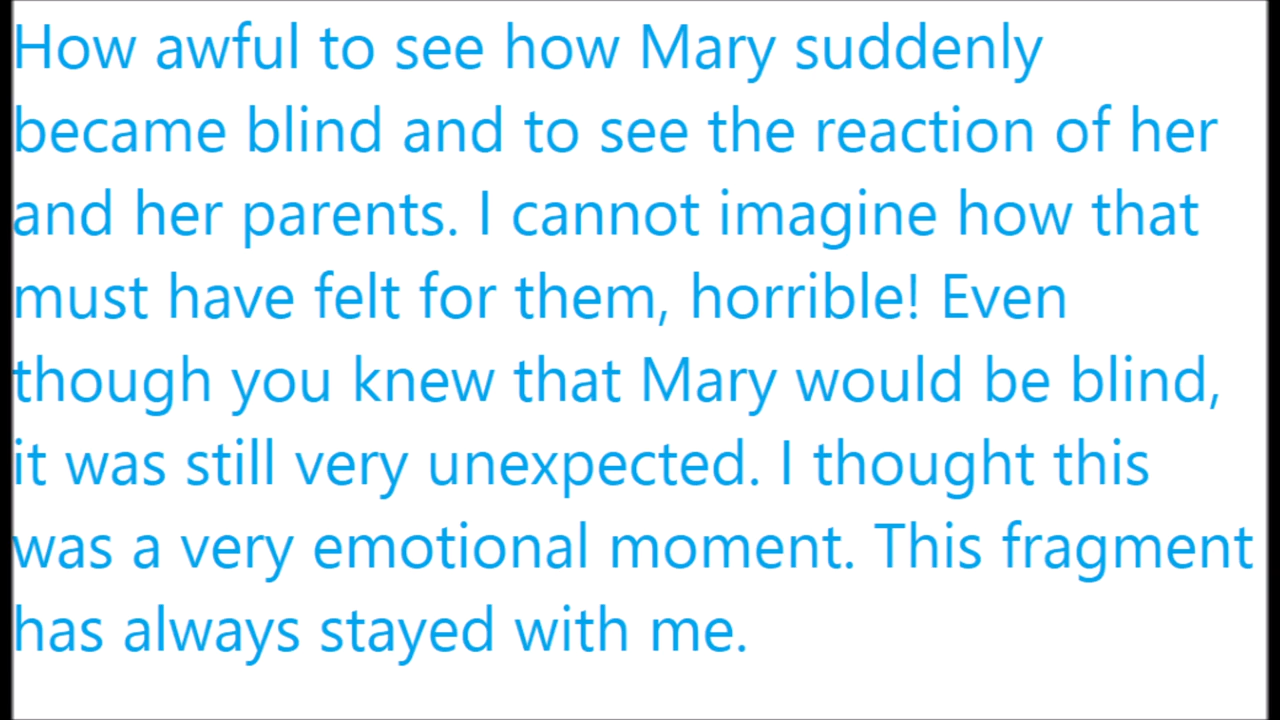 How awful to see how Mary suddenly
became blind and to see the reaction of her
and her parents. I cannot imagine how that
must have felt for them, horrible! Even
though you knew that Mary would be blind,
it was still very unexpected. I thought this
was a very emotional moment. This fragment
has always stayed with me.